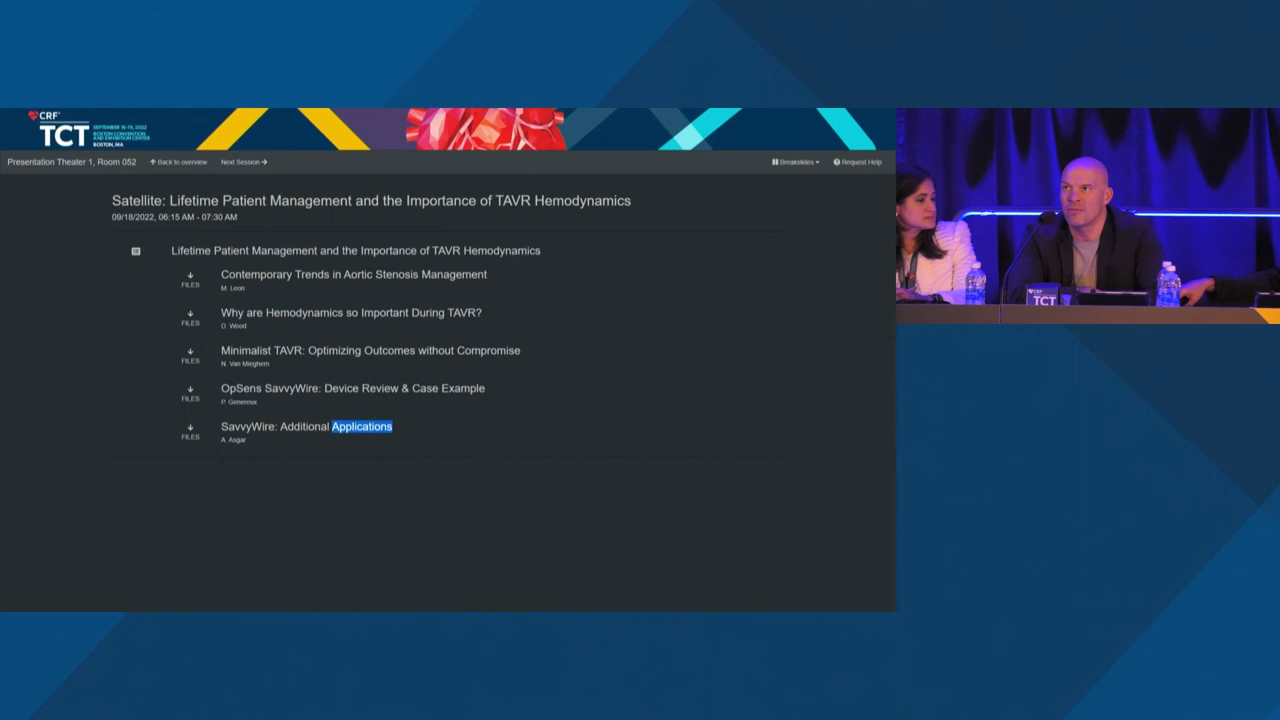 CRF
TCT
SEPTEMBER 16-19, 2022
BOSTON CONVENTION
AND EXHIBITION CENTER
BOSTON, MA
Presentation Theater 1, Room 052
Back to overview
Next Session
Breakslides
Request Help
Satellite: Lifetime Patient Management and the Importance of TAVR Hemodynamics
09/18/2022, 06:15 AM - 07:30 AM
Lifetime Patient Management and the Importance of TAVR Hemodynamics
FILES
Contemporary Trends in Aortic Stenosis Management
M. Leon
FILES
Why are Hemodynamics so Important During TAVR?
D. Wood
FILES
Minimalist TAVR: Optimizing Outcomes without Compromise
N. Van Mieghem
FILES
OpSens SavvyWire: Device Review & Case Example
P. Genereux
FILES
SavvyWire: Additional Applications
A. Asgar
CRF
TCT